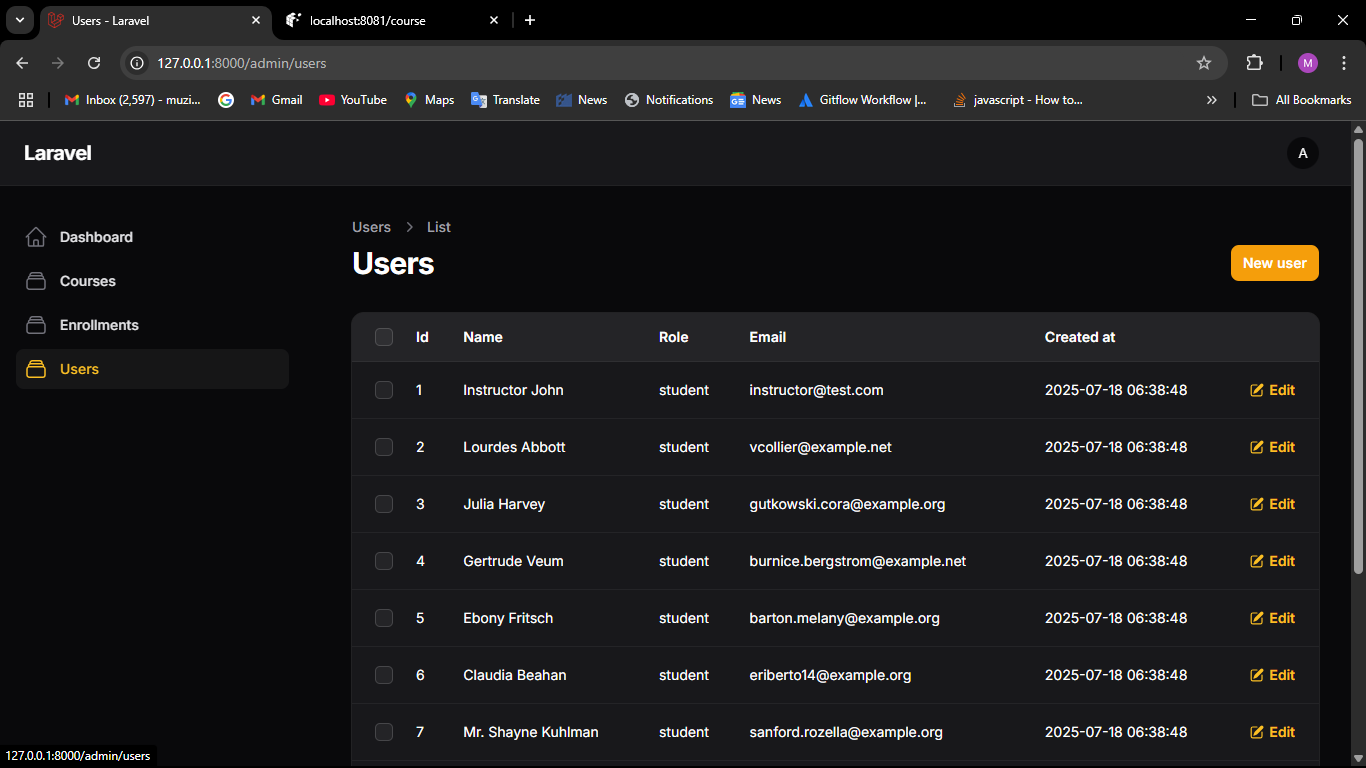 Users - Laravel
localhost:8081/course
127.0.0.1:8000/admin/users
M
Inbox (2,597) - muzi...
Gmail
YouTube
Maps
Translate
News
Notifications
News
Gitflow Workflow |...
javascript - How to...
»
All Bookmarks
Laravel
A
Dashboard
Courses
Enrollments
Users
Users > List
Users
New user
Id Name Role Email Created at
1 Instructor John student instructor@test.com 2025-07-18 06:38:48 Edit
2 Lourdes Abbott student vcollier@example.net 2025-07-18 06:38:48 Edit
3 Julia Harvey student gutkowski.cora@example.org 2025-07-18 06:38:48 Edit
4 Gertrude Veum student burnice.bergstrom@example.net 2025-07-18 06:38:48 Edit
5 Ebony Fritsch student barton.melany@example.org 2025-07-18 06:38:48 Edit
6 Claudia Beahan student eriberto14@example.org 2025-07-18 06:38:48 Edit
7 Mr. Shayne Kuhlman student sanford.rozella@example.org 2025-07-18 06:38:48 Edit
127.0.0.1:8000/admin/users